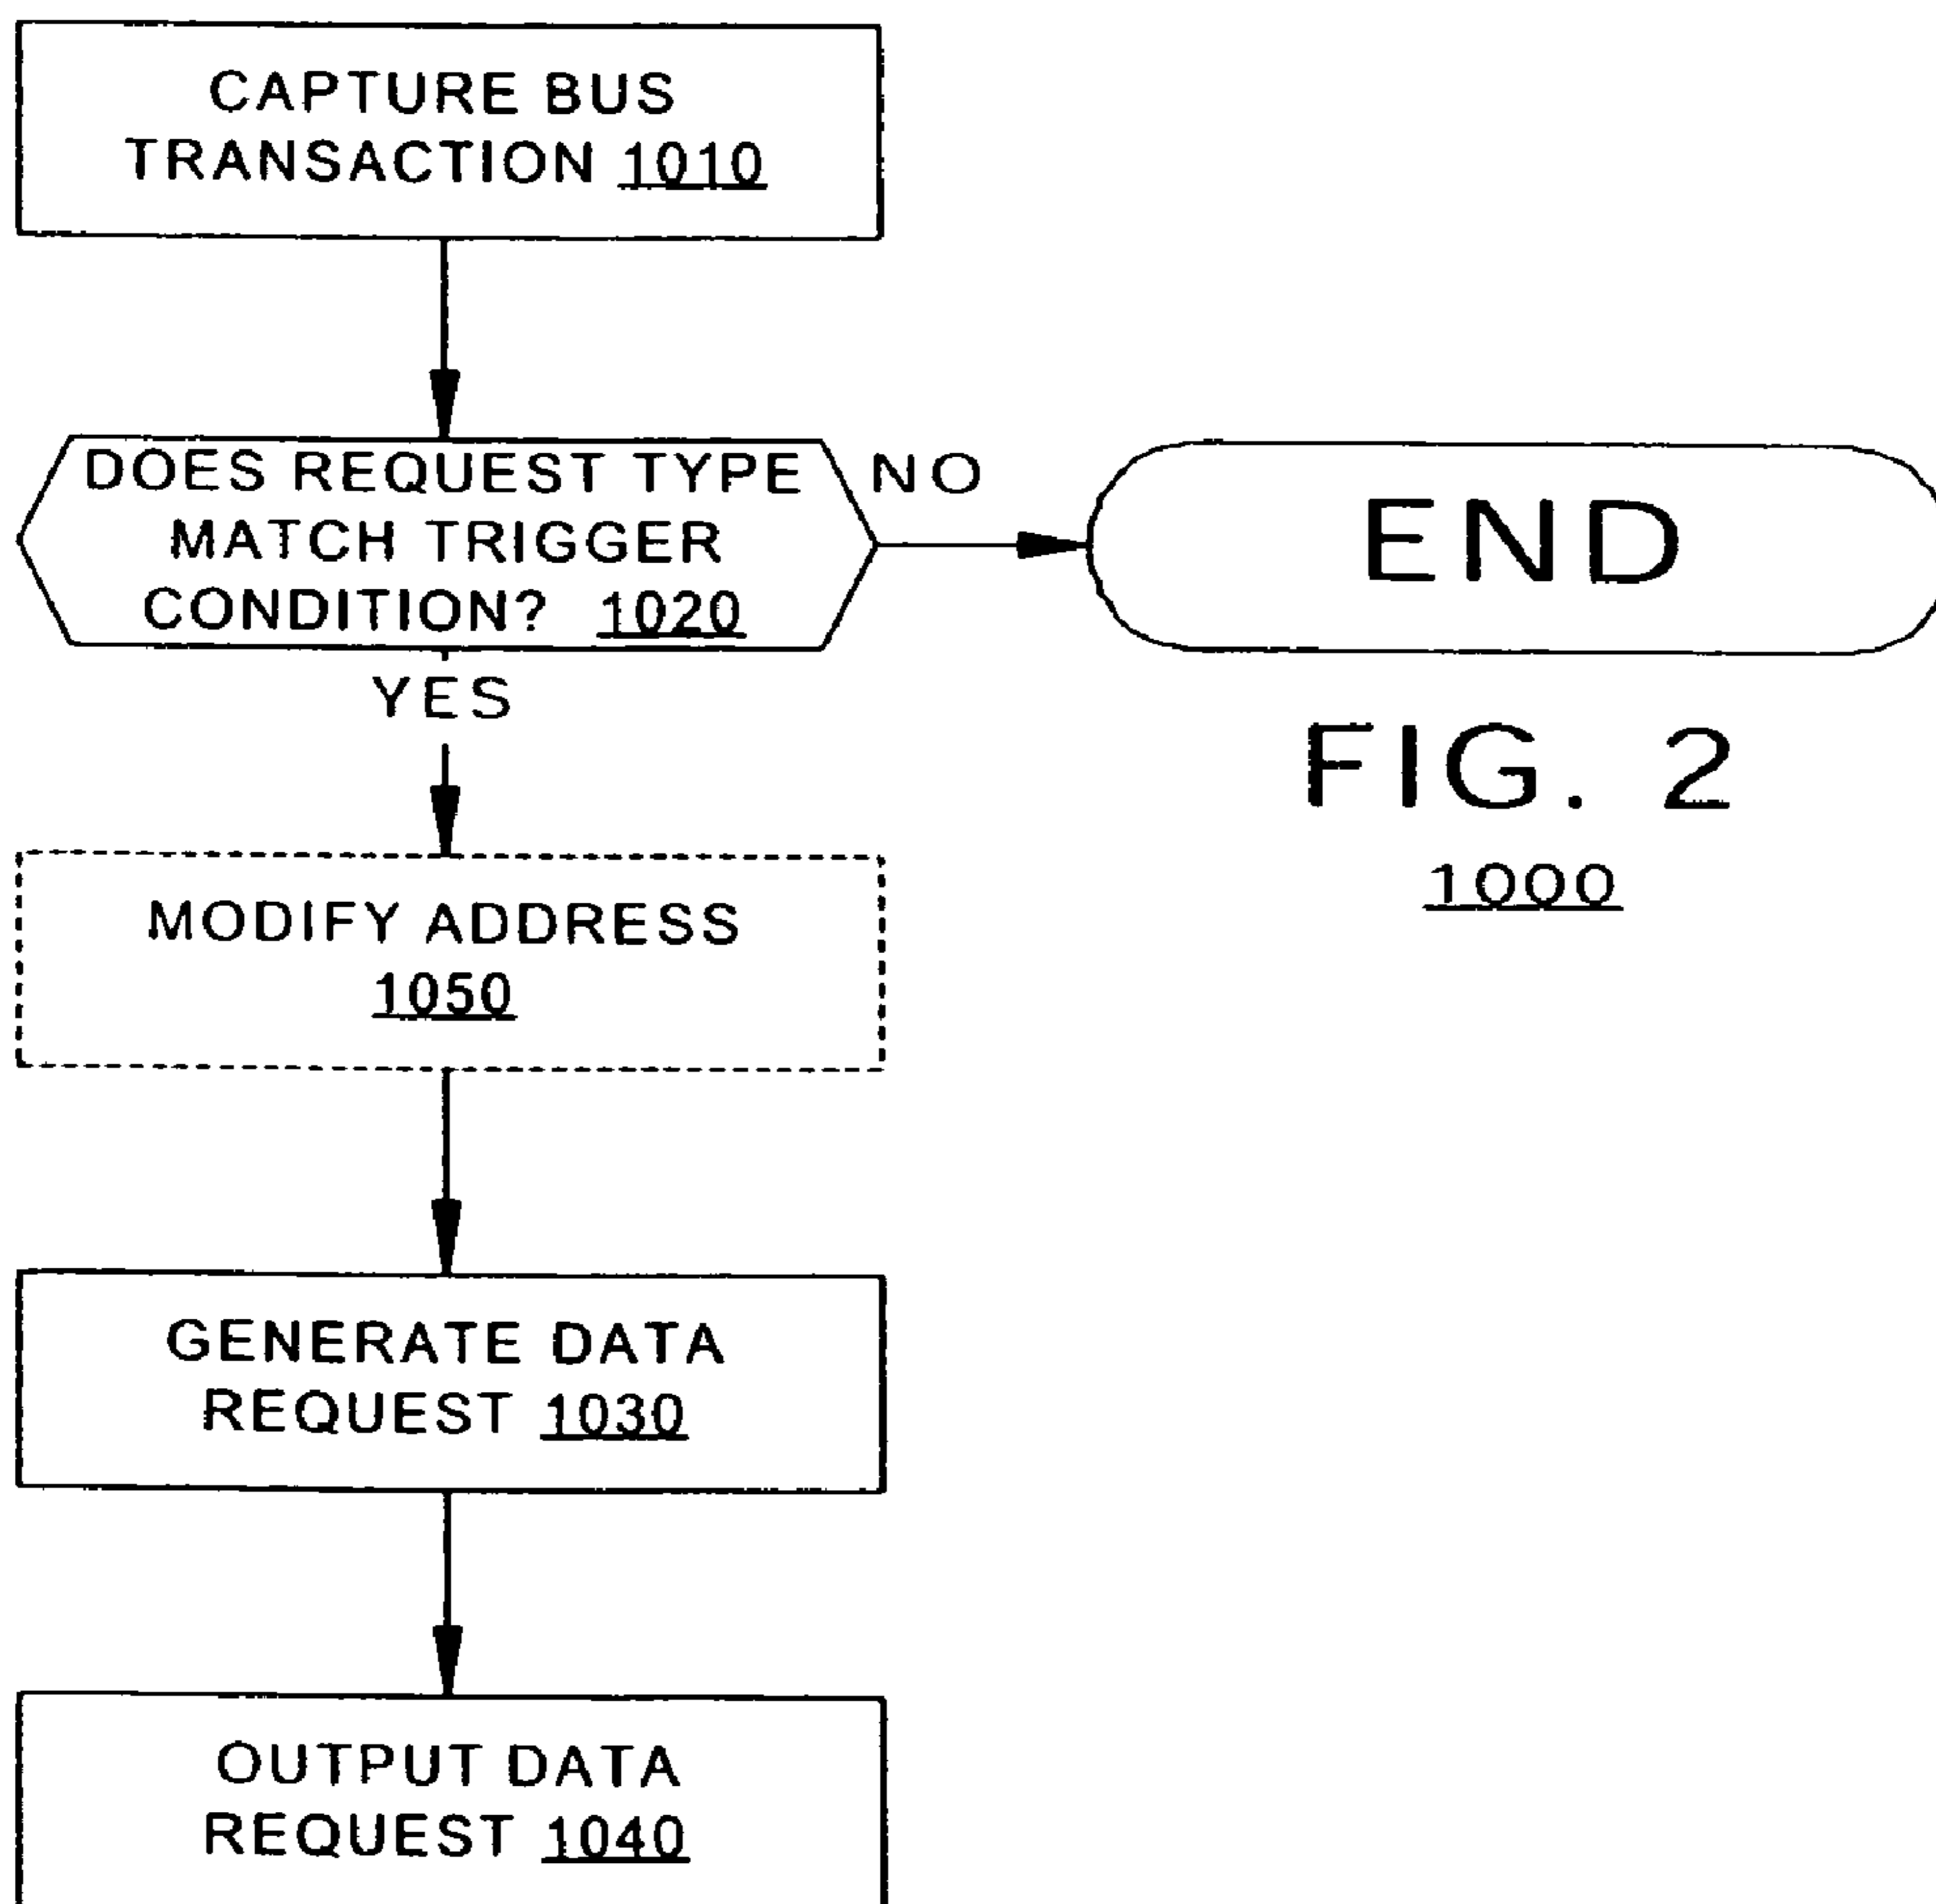 CAPTURE BUS
TRANSACTION 1010
DOES REQUEST TYPE
MATCH TRIGGER
CONDITION? 1020
NO
END
YES
FIG. 2
1000
MODIFY ADDRESS
1050
GENERATE DATA
REQUEST 1030
OUTPUT DATA
REQUEST 1040